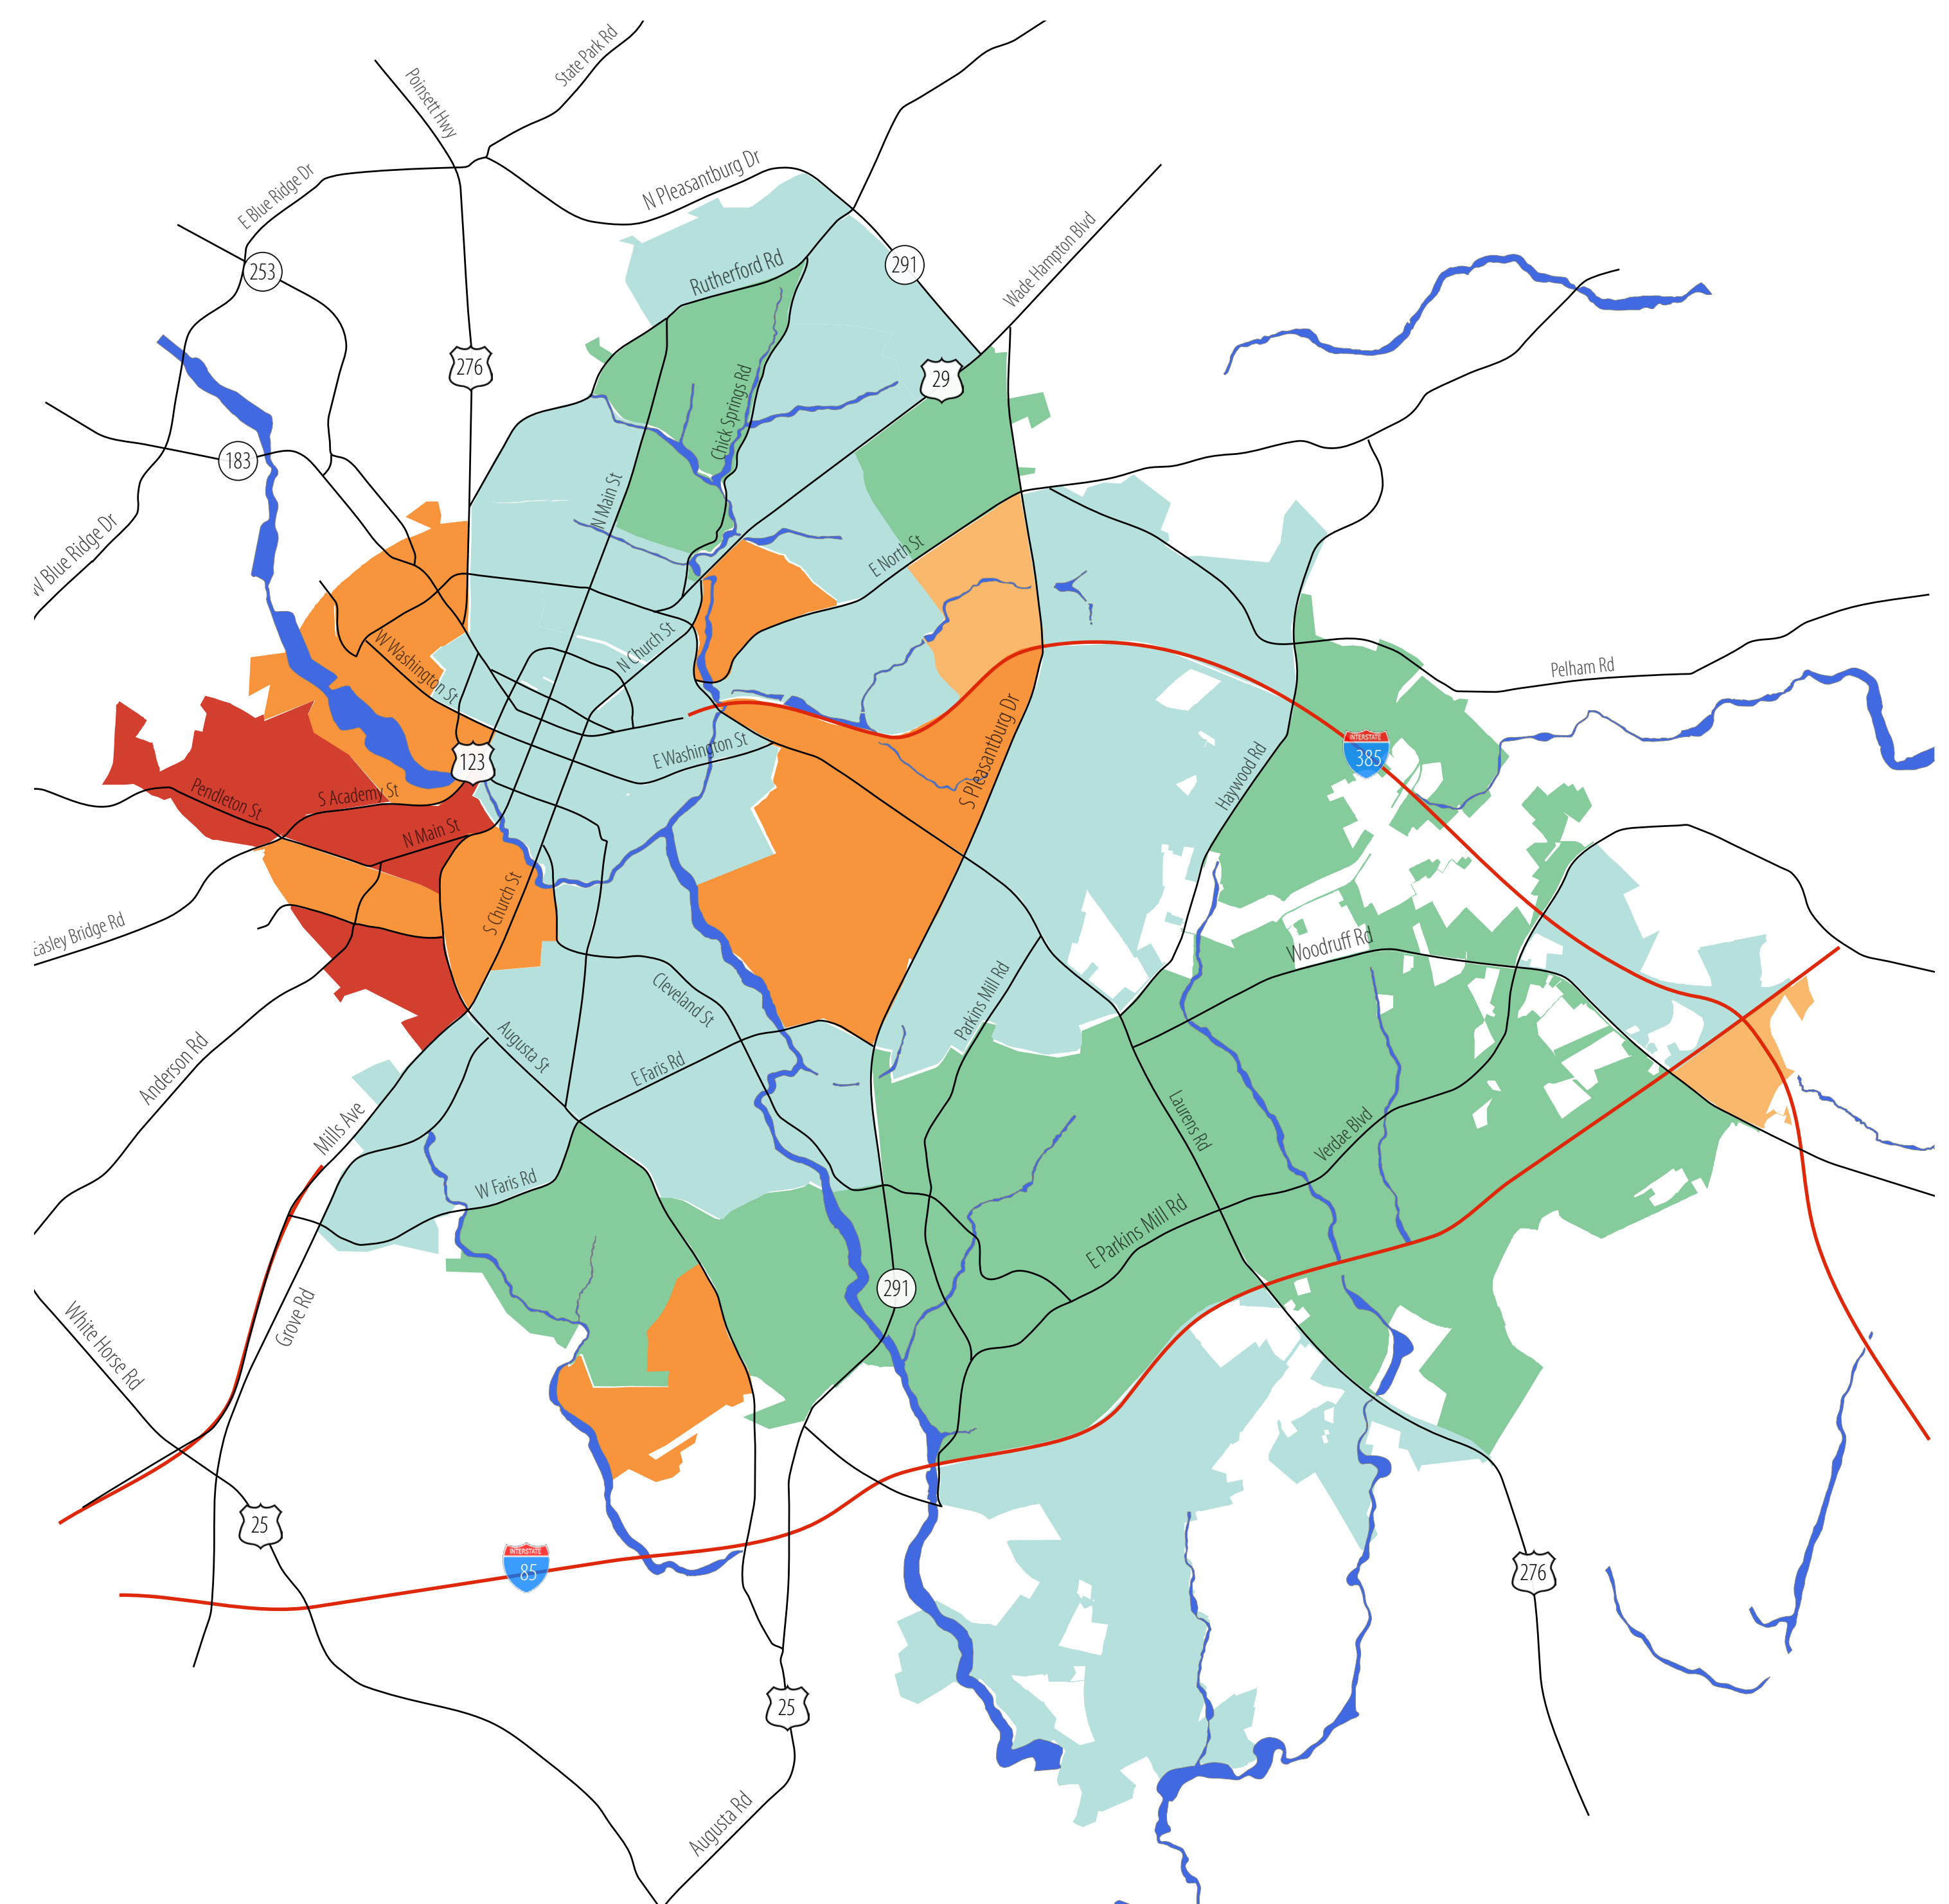 State Park Rd
Poinsett Hwy
N Pleasantburg Dr
E Blue Ridge Dr
253
Rutherford Rd
291
Wade Hampton Blvd
276
29
Chick Springs Rd
183
N Main St
W Blue Ridge Dr
E North St
W Washington St
N Church St
Pelham Rd
E Washington St
S Pleasantburg Dr
INTERSTATE
385
Haywood Rd
123
Pendleton St
S Academy St
N Main St
S Church St
Easley Bridge Rd
Woodruff Rd
Cleveland St
Parkins Mill Rd
Augusta St
Anderson Rd
E Faris Rd
Mills Ave
Laurens Rd
Verdae Blvd
W Faris Rd
E Parkins Mill Rd
291
White Horse Rd
Grove Rd
25
INTERSTATE
85
276
25
Augusta Rd